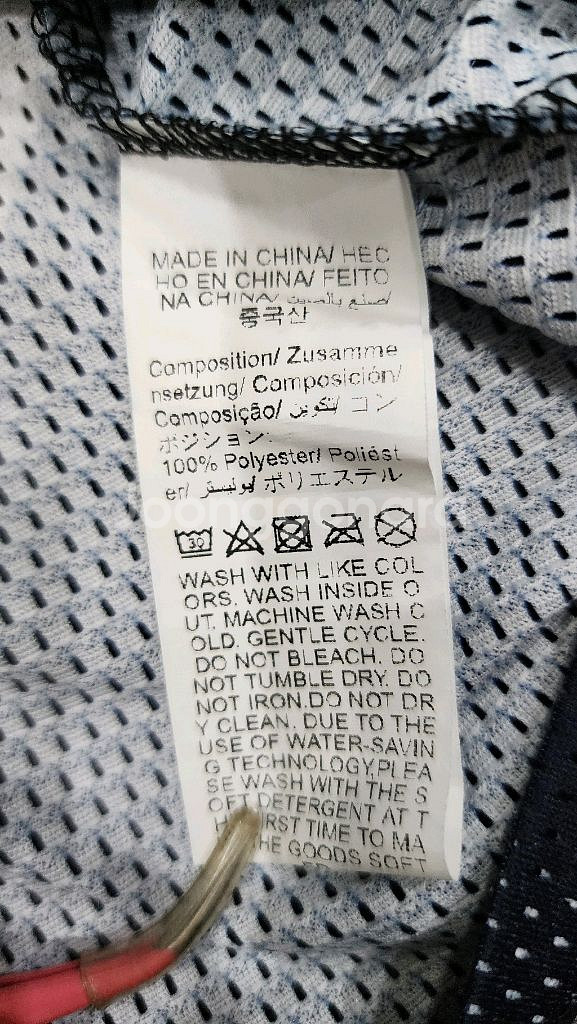 MADE IN CHINA/ HEC
HO EN CHINA/ FEITO
NA CHINA/ صنع بالصين/
중국산
Composition/ Zusamme
nsetzung/ Composición/
Composição/ تكوين/ コン
ポジション:
100% Polyester/ Poliést
er/ بوليستر/ ポリエステル
30
WASH WITH LIKE COL
ORS. WASH INSIDE O
UT. MACHINE WASH C
OLD. GENTLE CYCLE.
DO NOT BLEACH. DO
NOT TUMBLE DRY. DO
NOT IRON.DO NOT DR
Y CLEAN. DUE TO THE
USE OF WATER-SAVIN
G TECHNOLOGY,PLEA
SE WASH WITH THE S
OFT DETERGENT AT T
IRST TIME TO MA
THE GOODS SOFT